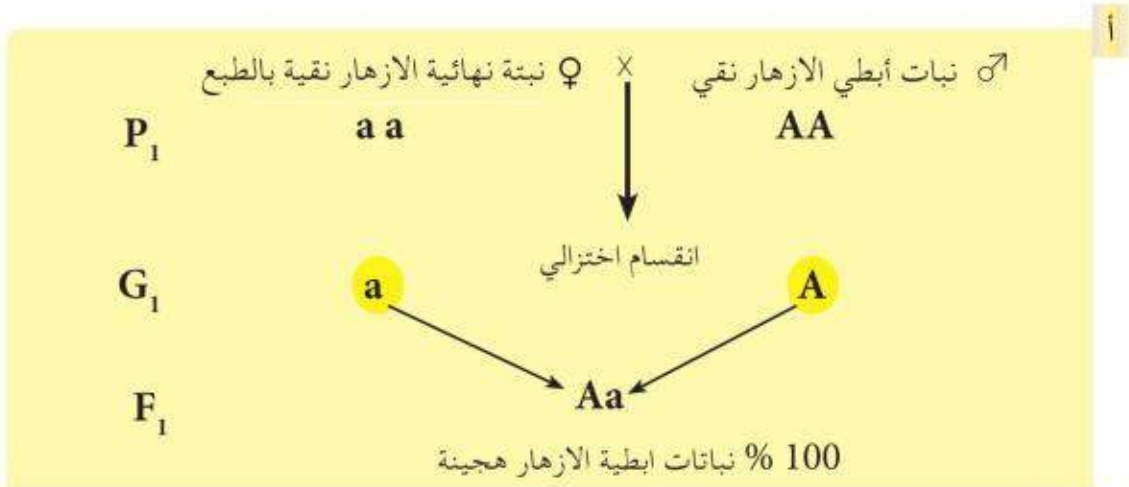 أ
♂ نبات أبطي الازهار نقي × ♀ نبتة نهائية الازهار نقية بالطبع
P₁ a a AA
انقسام اختزالي
G₁ a A
F₁ Aa
100 % نباتات ابطية الازهار هجينة